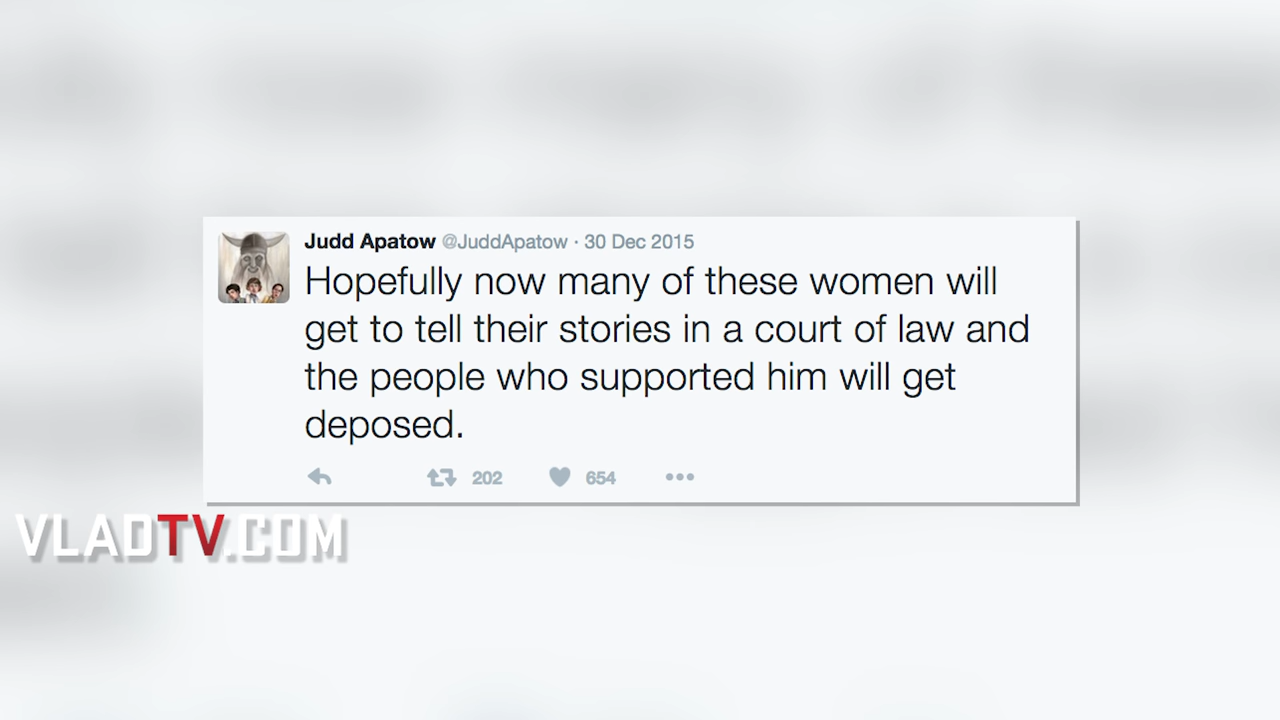 Judd Apatow @JuddApatow · 30 Dec 2015
Hopefully now many of these women will
get to tell their stories in a court of law and
the people who supported him will get
deposed.
202 654
VLADTV.COM